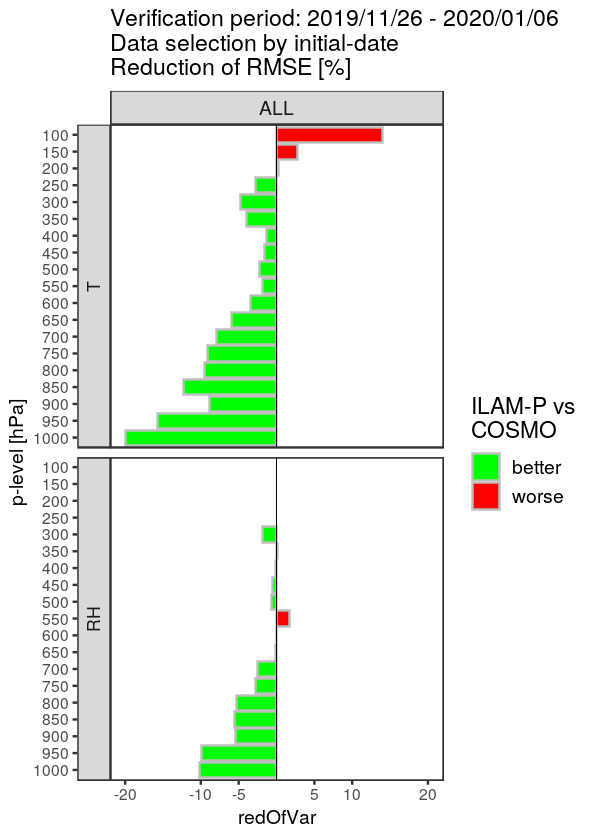 Verification period: 2019/11/26 - 2020/01/06
Data selection by initial-date
Reduction of RMSE [%]
ALL
T
100
150
200
250
300
350
400
450
500
550
600
650
700
750
800
850
900
950
1000
p-level [hPa]
RH
100
150
200
250
300
350
400
450
500
550
600
650
700
750
800
850
900
950
1000
-20 -10 -5 5 10 20
redOfVar
ILAM-P vs
COSMO
better
worse